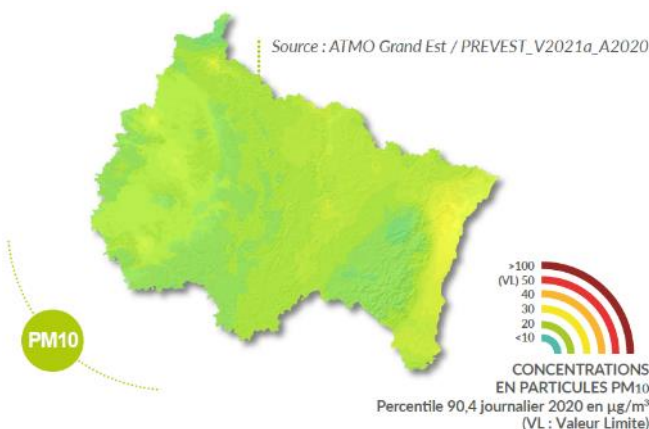 Source : ATMO Grand Est / PREVEST_V2021a_A2020
PM10
>100
(VL) 50
40
30
20
<10
CONCENTRATIONS
EN PARTICULES PM10
Percentile 90,4 journalier 2020 en µg/m³
(VL : Valeur Limite)